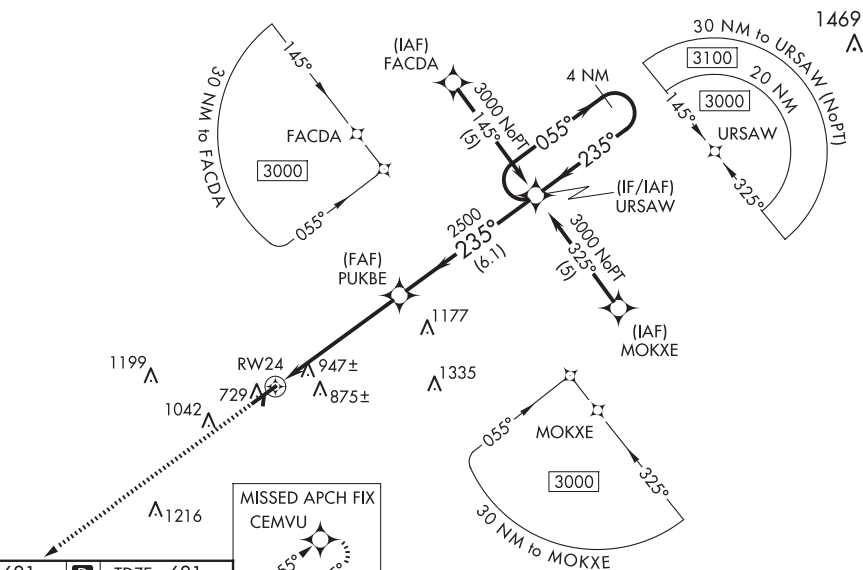 1469
30 NM to URSAW (NoPT)
3100
20 NM
3000
145°
URSAW
325°
(IAF)
FACDA
3000 NoPT
145°
(5)
4 NM
055°
235°
(IF/IAF)
URSAW
145°
30 NM to FACDA
FACDA
3000
055°
2500
235°
(6.1)
3000 NoPT
325°
(5)
(IAF)
MOKXE
(FAF)
PUKBE
1177
1199
RW24
947±
729
875±
1335
1042
1216
055°
MOKXE
3000
325°
30 NM to MOKXE
MISSED APCH FIX
CEMVU